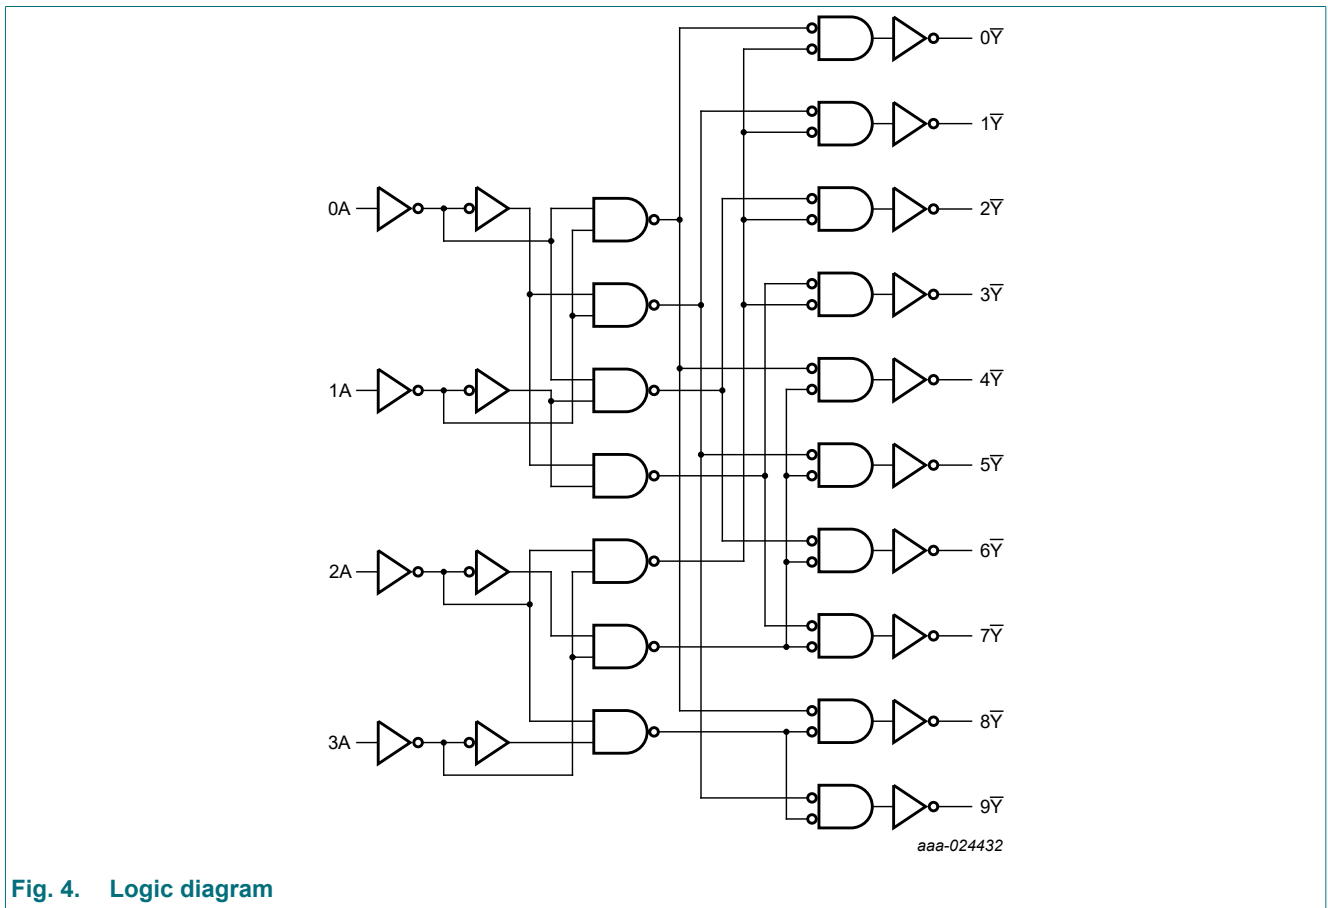 0Y̅
1Y̅
0A
2Y̅
3Y̅
1A
4Y̅
5Y̅
2A
6Y̅
7Y̅
3A
8Y̅
9Y̅
aaa-024432
Fig. 4. Logic diagram